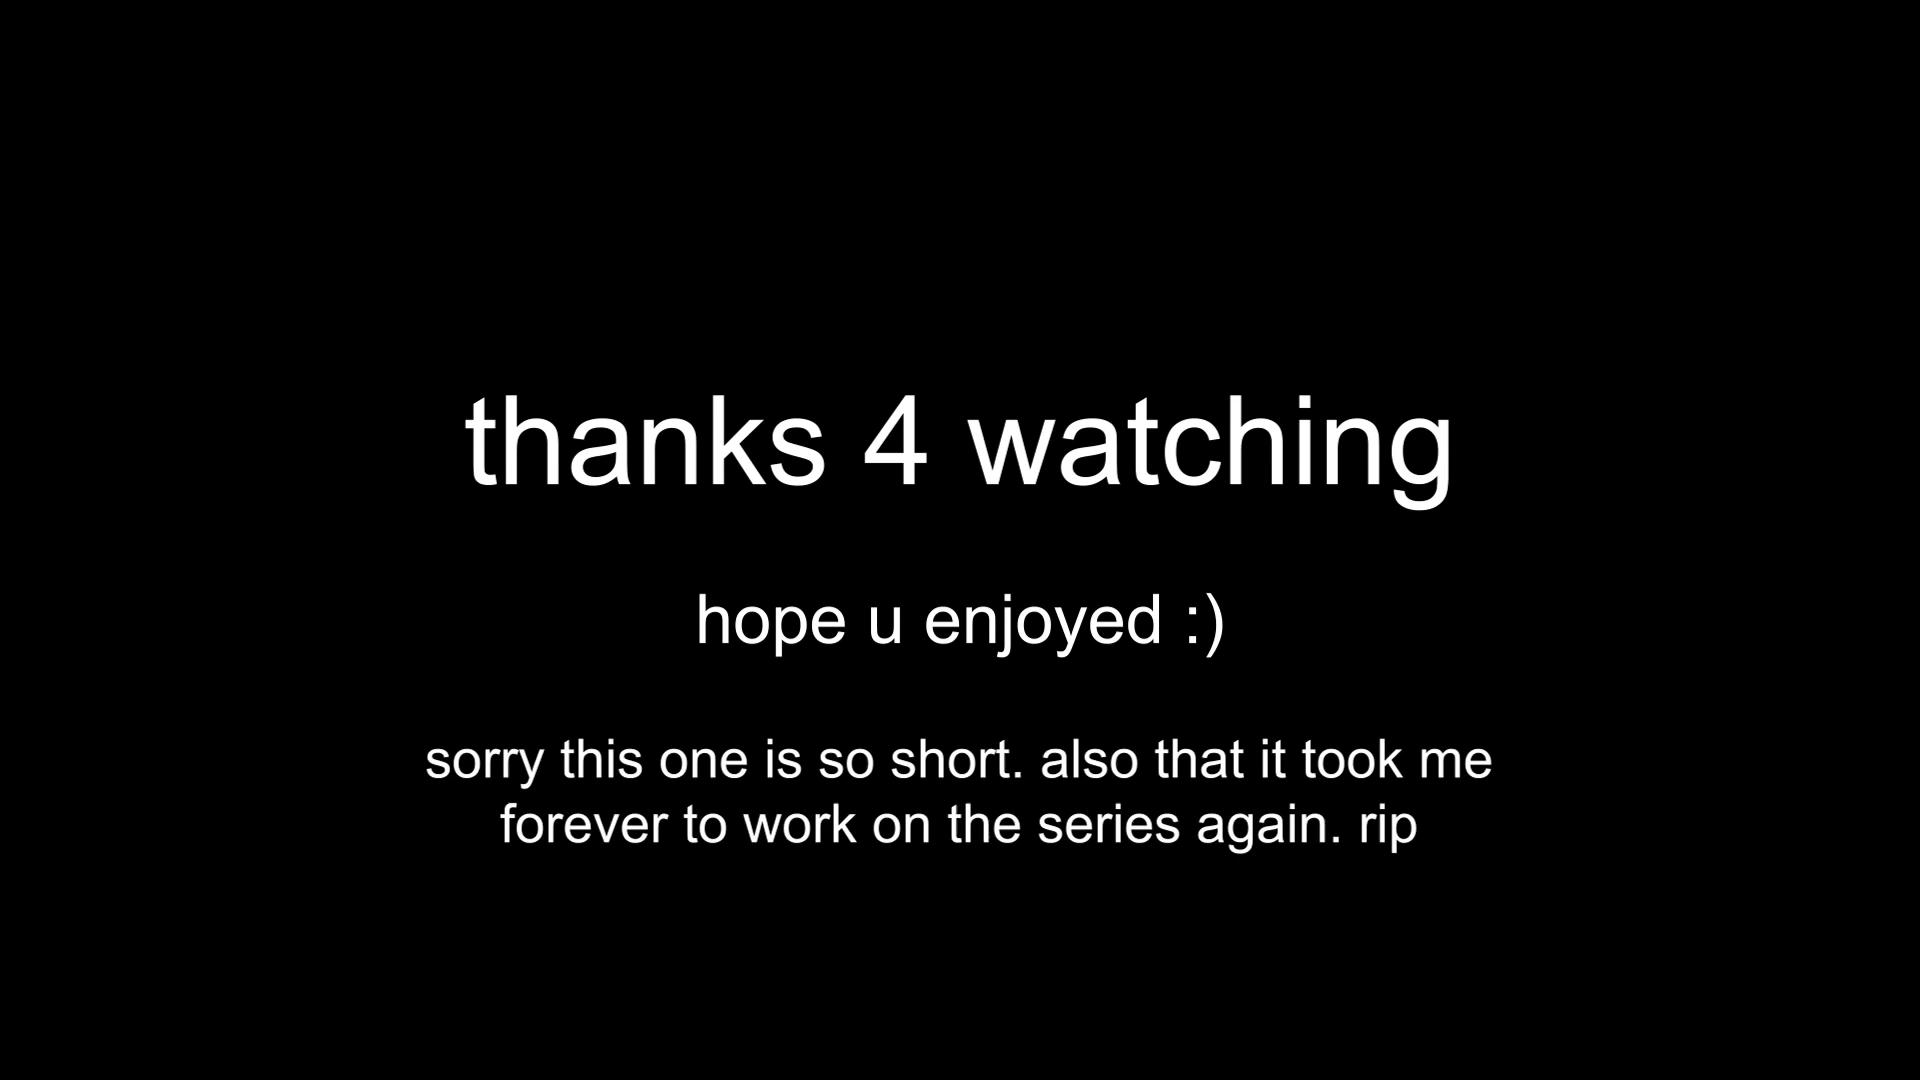 thanks 4 watching
hope u enjoyed :)
sorry this one is so short. also that it took me
forever to work on the series again. rip